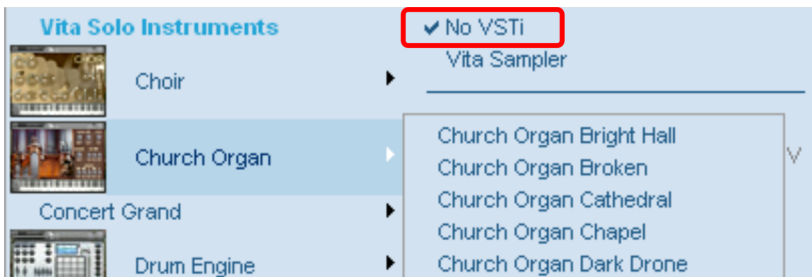 Vita Solo Instruments
Choir
Church Organ
Concert Grand
Drum Engine
✔ No VSTi
Vita Sampler
Church Organ Bright Hall
Church Organ Broken
Church Organ Cathedral
Church Organ Chapel
Church Organ Dark Drone
V